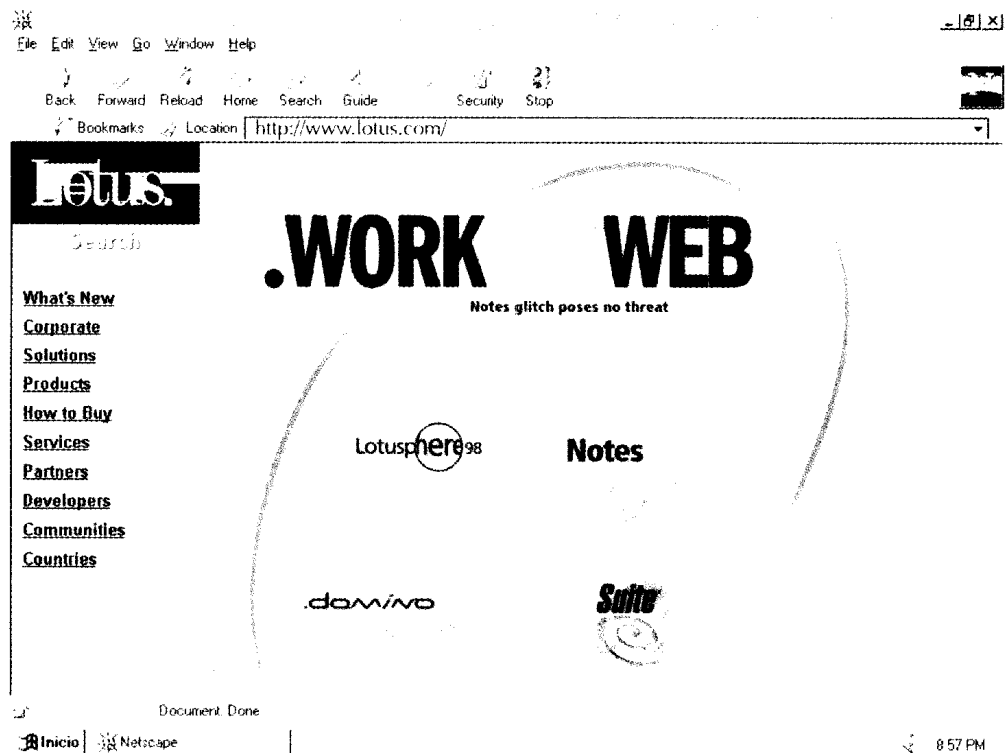 File Edit View Go Window Help
Back Forward Reload Home Search Guide Security Stop
Bookmarks Location http://www.lotus.com/
Lotus.
Search
.WORK WEB
Notes glitch poses no threat
What's New
Corporate
Solutions
Products
How to Buy
Services
Partners
Developers
Communities
Countries
Lotusphere98 Notes
.domino Suite
Document: Done
Inicio Netscape 8:57 PM